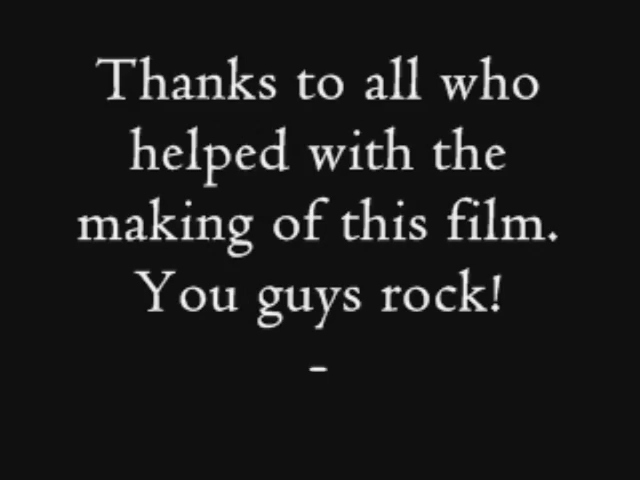 Thanks to all who
helped with the
making of this film.
You guys rock!
-